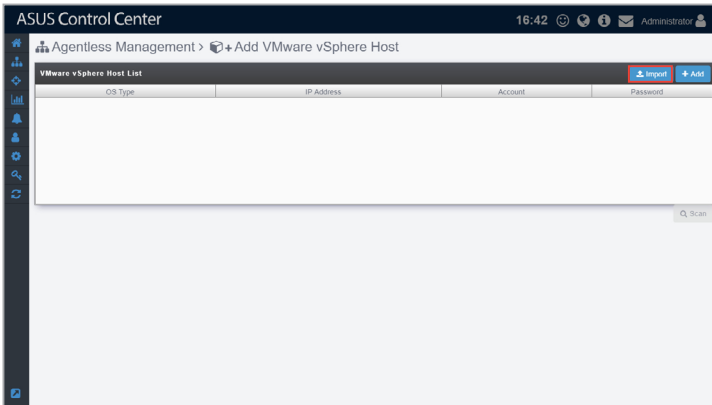 ASUS Control Center
16:42 Administrator
Agentless Management > Add VMware vSphere Host
VMware vSphere Host List Import + Add
OS Type IP Address Account Password
Scan